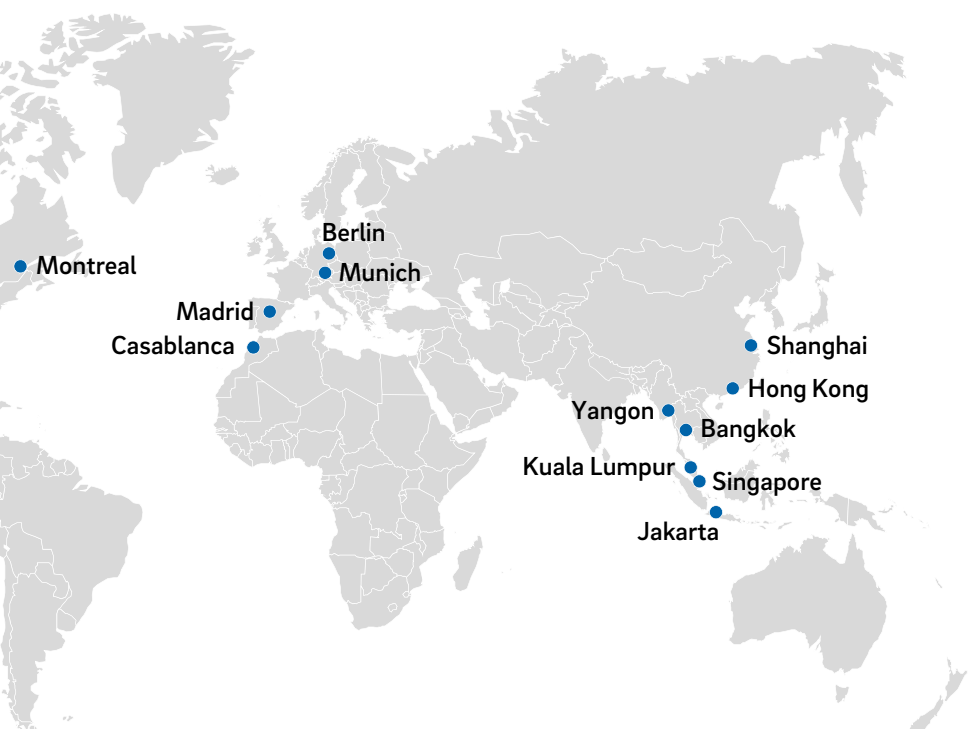 Berlin
Montreal
Munich
Madrid
Casablanca
Shanghai
Hong Kong
Yangon
Bangkok
Kuala Lumpur
Singapore
Jakarta